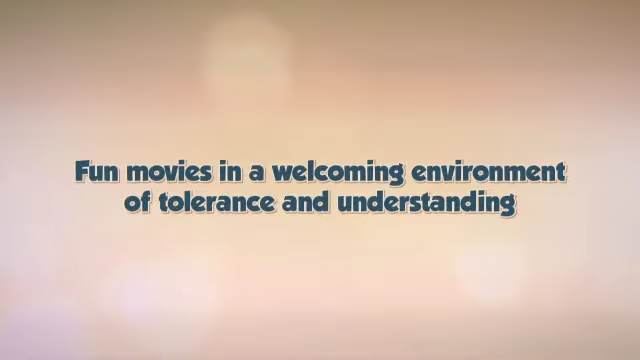 Fun movies in a welcoming environment
of tolerance and understanding